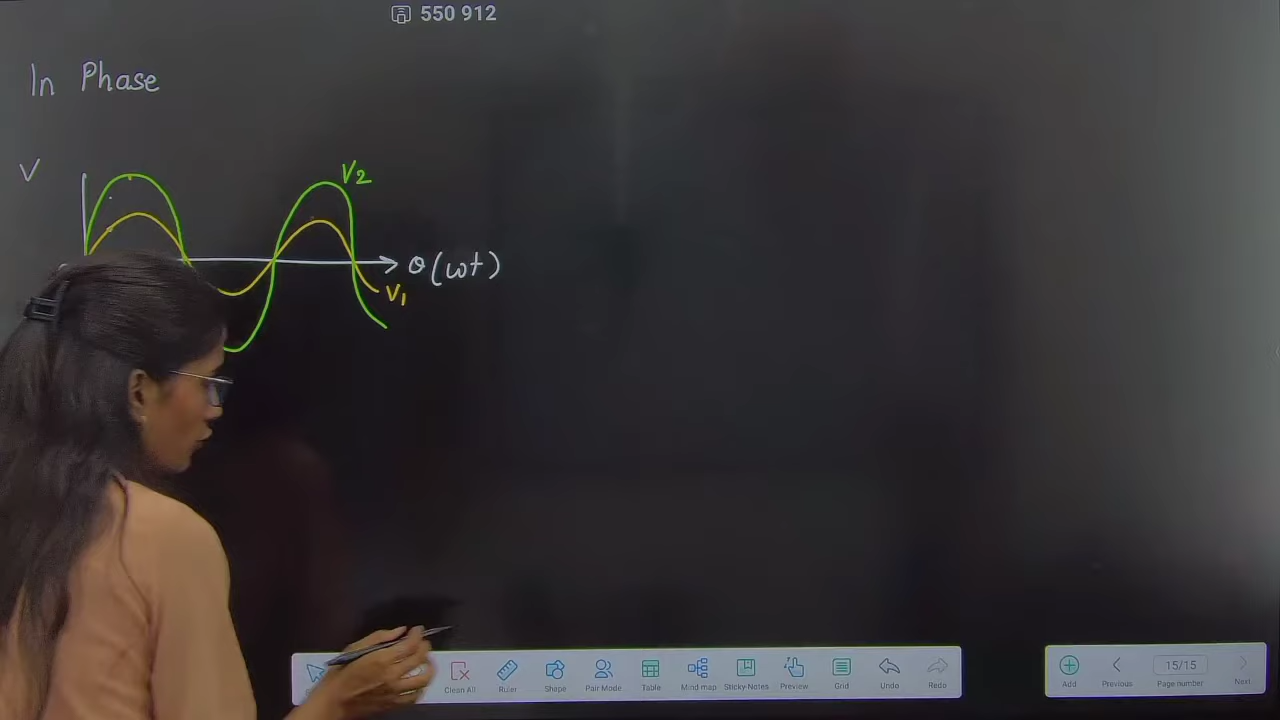 550 912
In Phase
V
V2
θ(ωt)
V1
Clean All
Ruler
Shape
Pair Mode
Table
Mind map
Sticky Notes
Preview
Grid
Undo
Redo
Add
Previous
15/15
Page number
Next